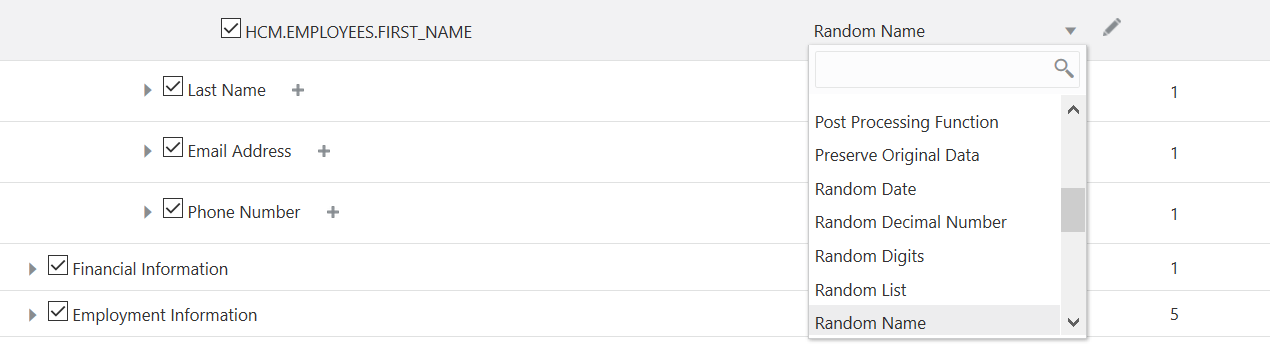 HCM.EMPLOYEES.FIRST_NAME
Random Name
Last Name
1
Post Processing Function
Email Address
Preserve Original Data
1
Random Date
Phone Number
Random Decimal Number
1
Random Digits
Financial Information
1
Random List
Employment Information
Random Name
5